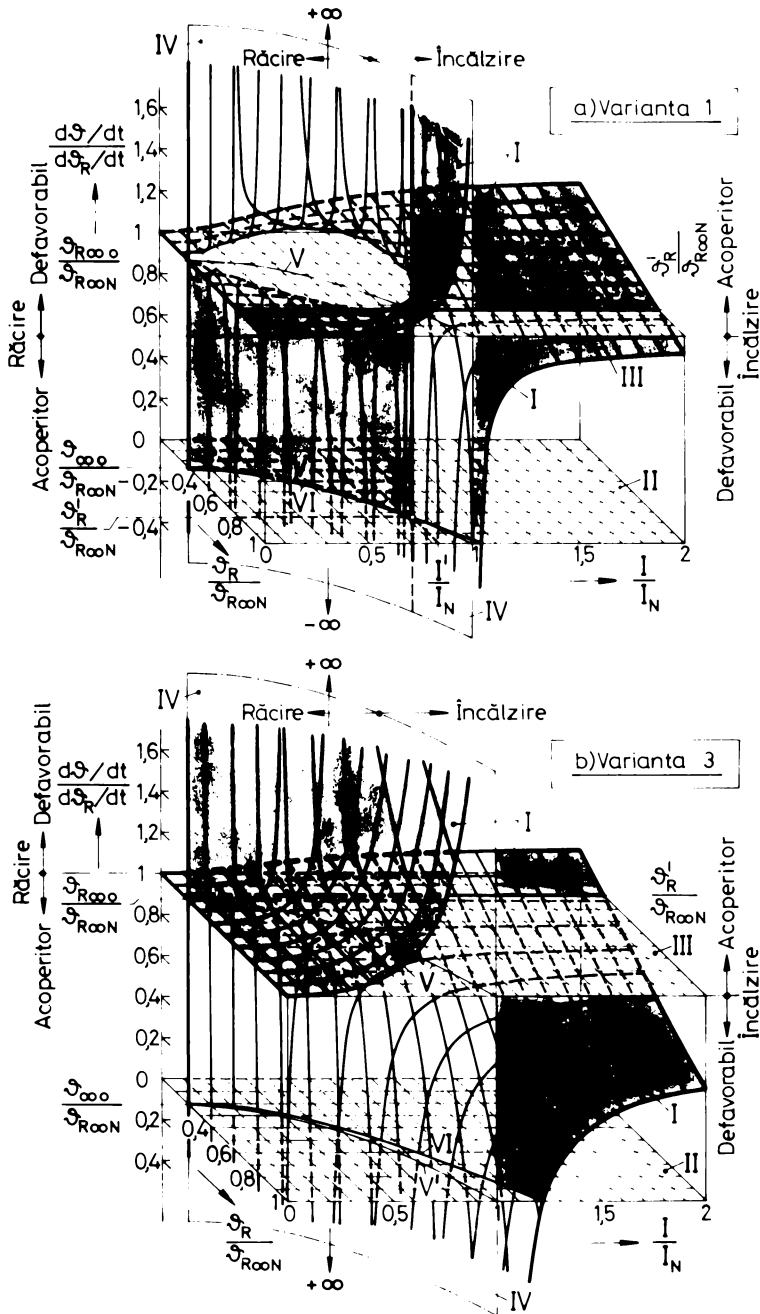 +∞
IV
Răcire
Încălzire
a) Varianta 1
1,6
1,4
1,2
1
0,8
0,6
0,4
0,2
0
-0,2
-0,4
dϑ/dt
dϑR/dt
ϑR∞o
ϑR∞N
Răcire
Defavorabil
Acoperitor
I
V
ϑ'R
ϑR∞N
Acoperitor
Defavorabil
Încălzire
III
I
II
ϑ∞o
ϑR∞N
ϑ'R
ϑR∞N
0,4
0,6
0,8
1
VI
ϑR
ϑR∞N
0
0,5
I'
IN
1
1,5
2
I
IN
IV
-∞
+∞
IV
Răcire
Încălzire
b) Varianta 3
1,6
1,4
1,2
1
0,8
0,6
0,4
0,2
0
0,2
0,4
dϑ/dt
dϑR/dt
ϑR∞o
ϑR∞N
Răcire
Defavorabil
Acoperitor
I
V
ϑ'R
ϑR∞N
III
Acoperitor
Defavorabil
Încălzire
I
II
ϑ∞o
ϑR∞N
0,4
0,6
0,8
1
VI
V'
ϑR
ϑR∞N
0
0,5
1
1,5
2
I
IN
IV
+∞